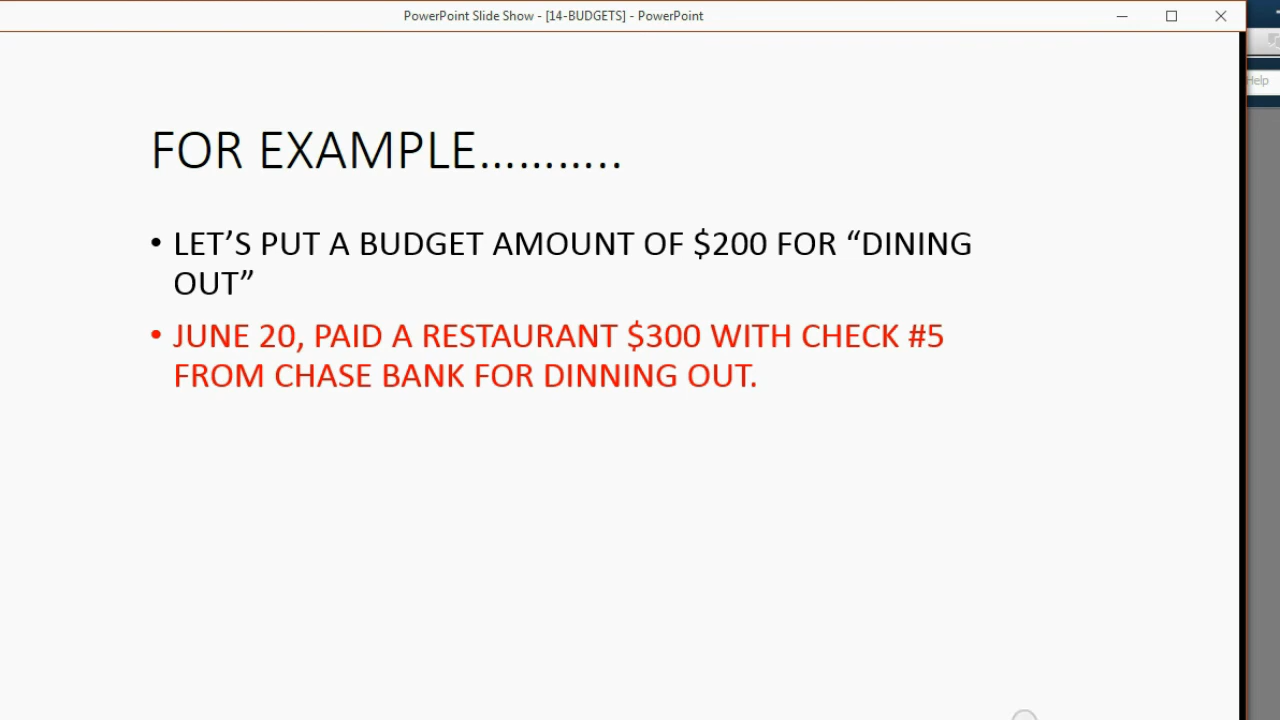 PowerPoint Slide Show - [14-BUDGETS] - PowerPoint
Help
FOR EXAMPLE………..
• LET’S PUT A BUDGET AMOUNT OF $200 FOR “DINING
OUT”
• JUNE 20, PAID A RESTAURANT $300 WITH CHECK #5
FROM CHASE BANK FOR DINNING OUT.